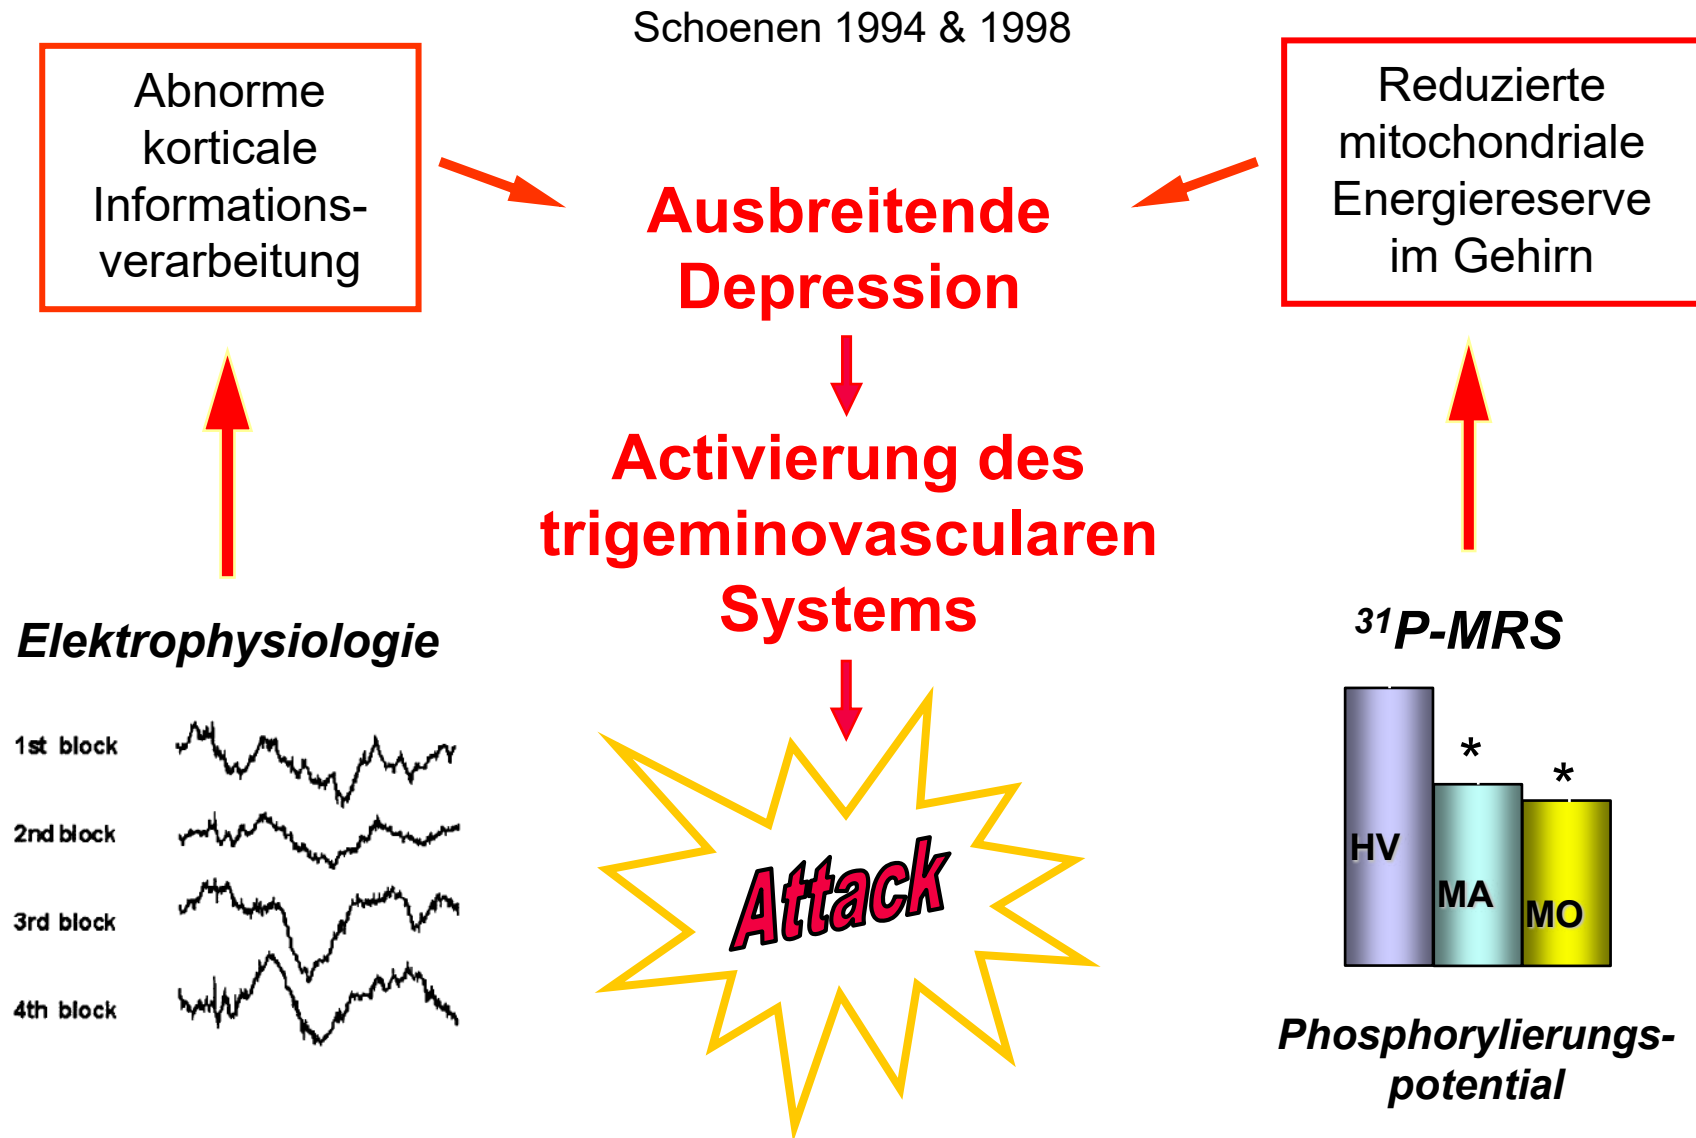 Schoenen 1994 & 1998
Abnorme
korticale
Informations-
verarbeitung
Reduzierte
mitochondriale
Energiereserve
im Gehirn
Ausbreitende
Depression
Activierung des
trigeminovascularen
Systems
Elektrophysiologie
1st block
2nd block
3rd block
4th block
Attack
³¹P-MRS
*
*
HV
MA
MO
Phosphorylierungs-
potential